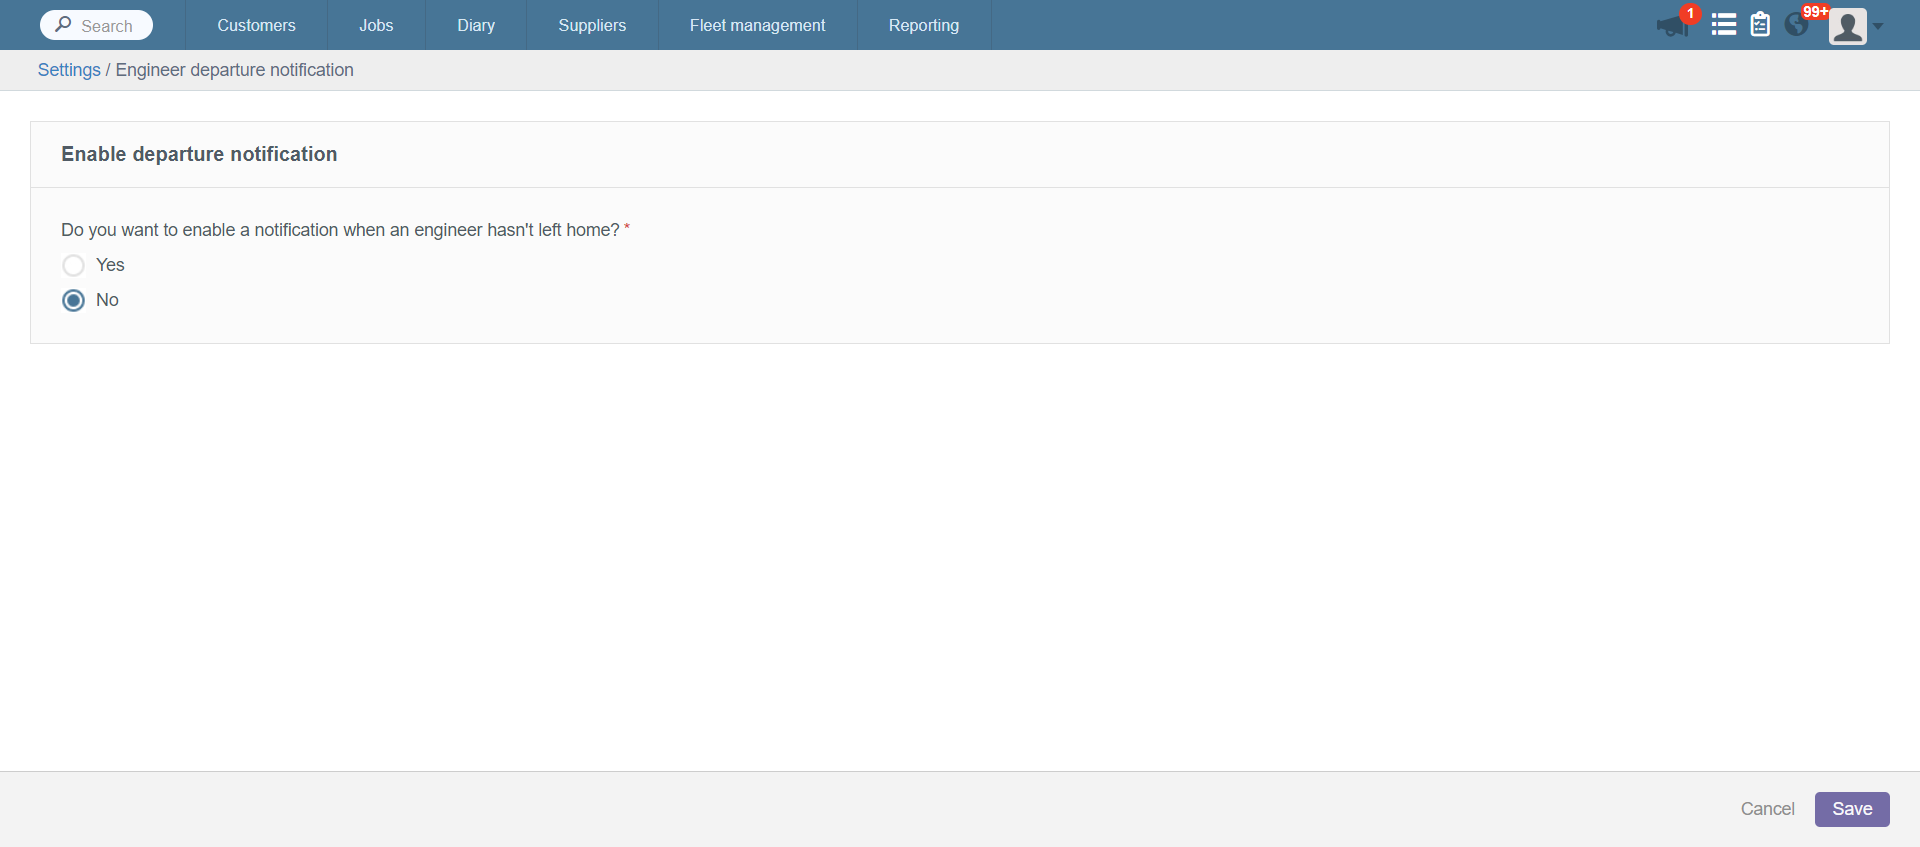 Search Customers Jobs Diary Suppliers Fleet management Reporting 1 99+
Settings / Engineer departure notification
Enable departure notification
Do you want to enable a notification when an engineer hasn't left home? *
Yes
No
Cancel Save